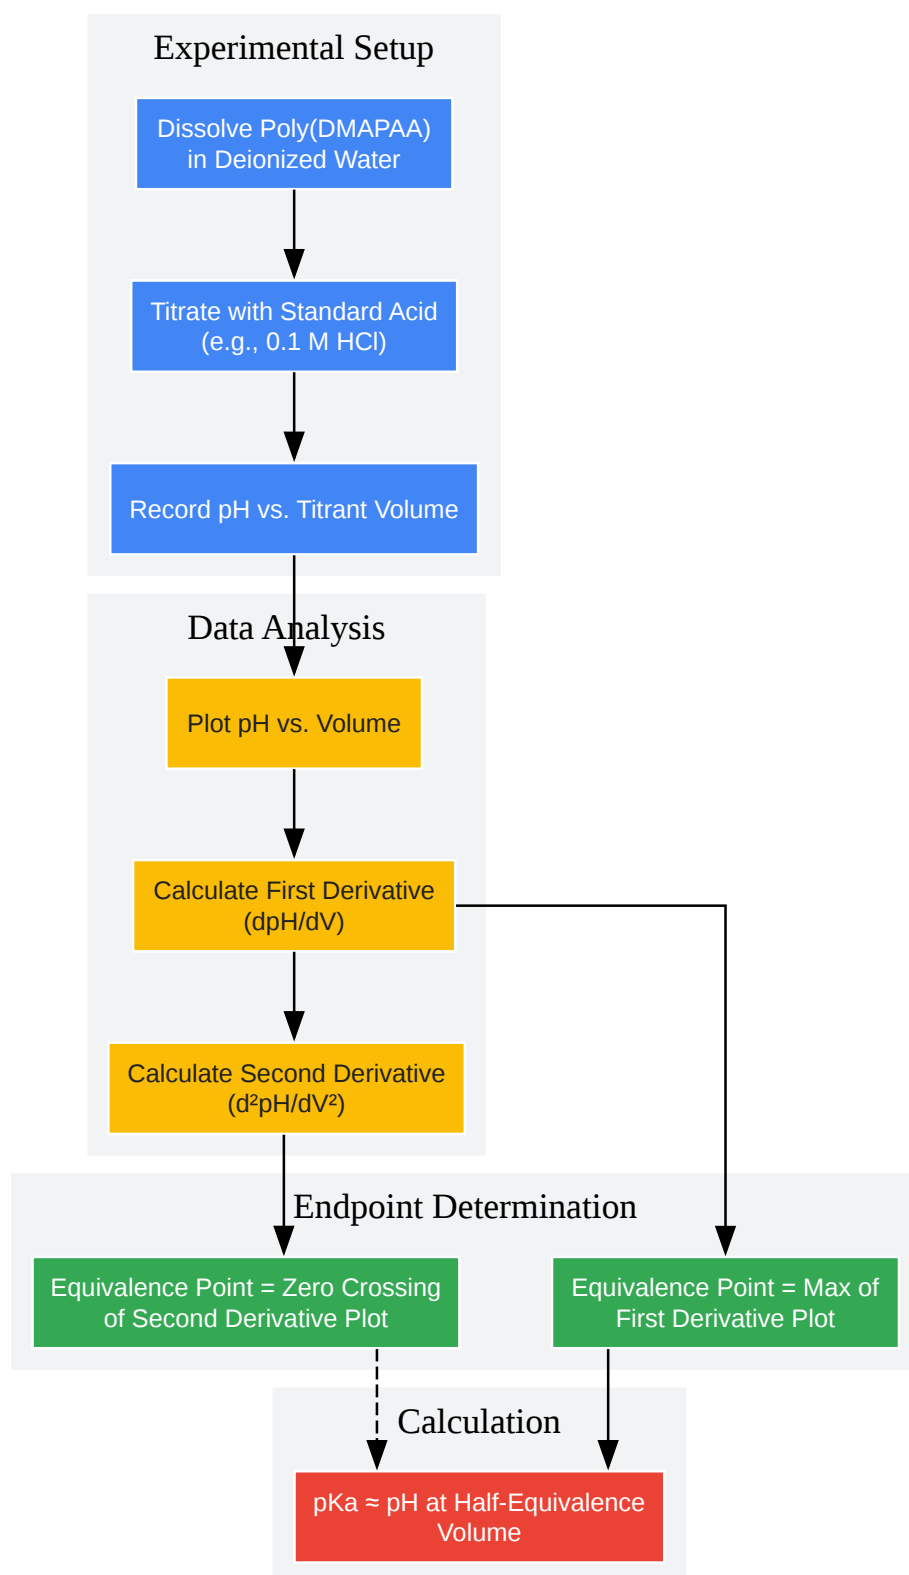 Experimental Setup
Dissolve Poly(DMAPAA)
in Deionized Water
Titrate with Standard Acid
(e.g., 0.1 M HCl)
Record pH vs. Titrant Volume
Data Analysis
Plot pH vs. Volume
Calculate First Derivative
(dpH/dV)
Calculate Second Derivative
(d²pH/dV²)
Endpoint Determination
Equivalence Point = Zero Crossing
of Second Derivative Plot
Equivalence Point = Max of
First Derivative Plot
Calculation
pKa ≈ pH at Half-Equivalence
Volume